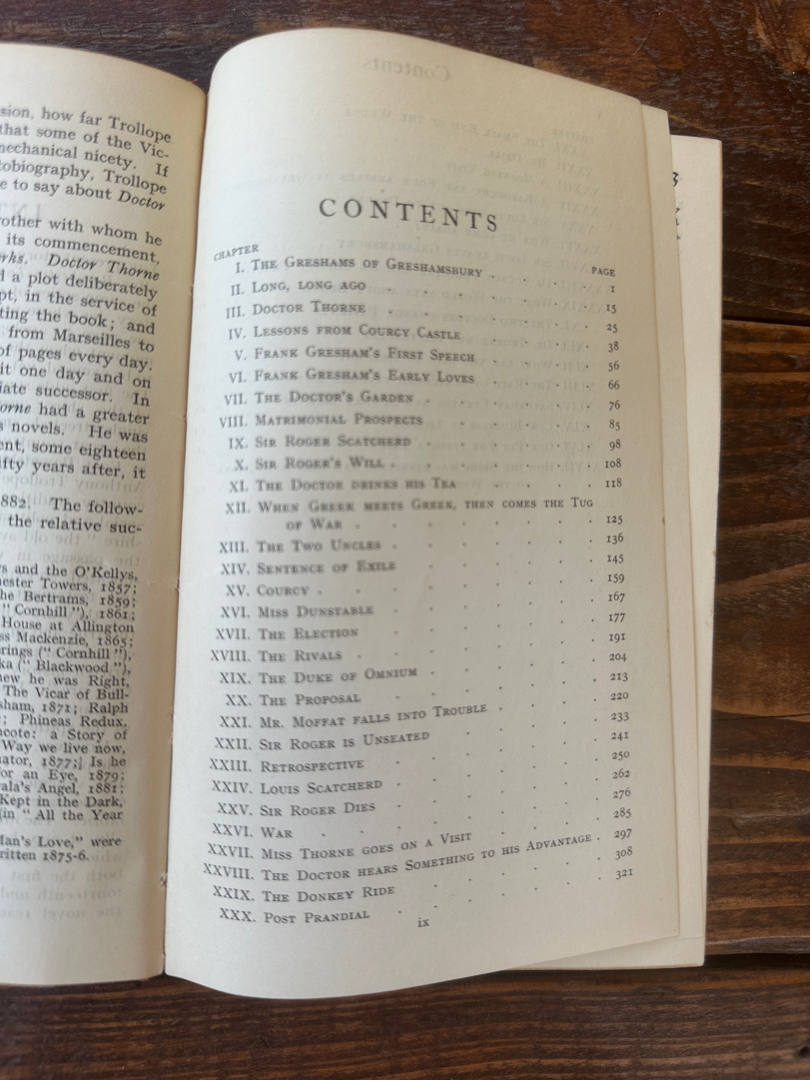 sion, how far Trollope
that some of the Vic-
mechanical nicety. If
tobiography, Trollope
e to say about Doctor
rother with whom he
its commencement,
rks. Doctor Thorne
d a plot deliberately
pt, in the service of
ting the book; and
from Marseilles to
of pages every day.
it one day and on
iate successor. In
orne had a greater
s novels. He was
ent, some eighteen
fty years after, it
882. The follow-
the relative suc-
ys and the O'Kellys,
hester Towers, 1857;
he Bertrams, 1859;
("Cornhill"), 1861;
House at Allington
ss Mackenzie, 1865;
rings ("Cornhill"),
ka ("Blackwood"),
new he was Right,
The Vicar of Bull-
sham, 1871; Ralph
; Phineas Redux,
hcote: a Story of
Way we live now,
nator, 1877; Is he
or an Eye, 1879;
ala's Angel, 1881;
Kept in the Dark,
(in "All the Year
Man's Love," were
ritten 1875-6.
CONTENTS
CHAPTER PAGE
I. The Greshams of Greshamsbury . . . . 1
II. Long, long ago . . . . . . 15
III. Doctor Thorne . . . . . . 25
IV. Lessons from Courcy Castle . . . . 38
V. Frank Gresham's First Speech . . . . 56
VI. Frank Gresham's Early Loves . . . . 66
VII. The Doctor's Garden . . . . . 76
VIII. Matrimonial Prospects . . . . . 85
IX. Sir Roger Scatcherd . . . . . 98
X. Sir Roger's Will . . . . . . 108
XI. The Doctor drinks his Tea . . . . 118
XII. When Greek meets Greek, then comes the Tug
of War . . . . . . . 125
XIII. The Two Uncles . . . . . . 136
XIV. Sentence of Exile . . . . . . 145
XV. Courcy . . . . . . . 159
XVI. Miss Dunstable . . . . . . 167
XVII. The Election . . . . . . 177
XVIII. The Rivals . . . . . . . 191
XIX. The Duke of Omnium . . . . . 204
XX. The Proposal . . . . . . 213
XXI. Mr. Moffat falls into Trouble . . . . 220
XXII. Sir Roger is Unseated . . . . . 233
XXIII. Retrospective . . . . . . 241
XXIV. Louis Scatcherd . . . . . . 250
XXV. Sir Roger Dies . . . . . . 262
XXVI. War . . . . . . . 276
XXVII. Miss Thorne goes on a Visit . . . . 285
XXVIII. The Doctor hears Something to his Advantage . 297
XXIX. The Donkey Ride . . . . . . 308
XXX. Post Prandial . . . . . . 321
ix